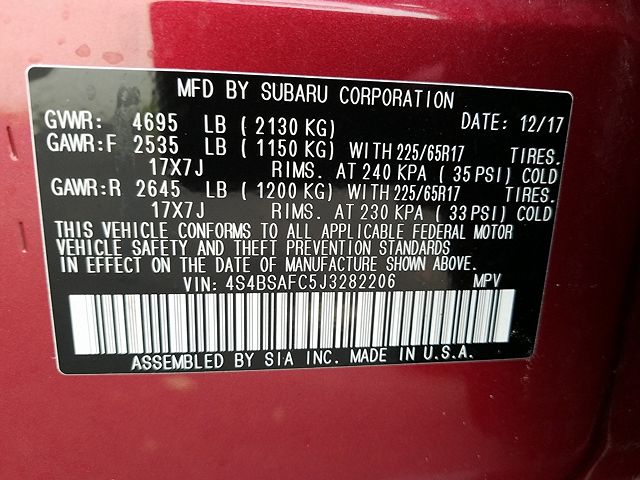 MFD BY SUBARU CORPORATION
GVWR: 4695 LB ( 2130 KG) DATE: 12/17
GAWR:F 2535 LB ( 1150 KG) WITH 225/65R17 TIRES.
17X7J RIMS. AT 240 KPA ( 35 PSI) COLD
GAWR:R 2645 LB ( 1200 KG) WITH 225/65R17 TIRES.
17X7J RIMS. AT 230 KPA ( 33 PSI) COLD
THIS VEHICLE CONFORMS TO ALL APPLICABLE FEDERAL MOTOR
VEHICLE SAFETY AND THEFT PREVENTION STANDARDS
IN EFFECT ON THE DATE OF MANUFACTURE SHOWN ABOVE.
VIN: 4S4BSAFC5J3282206 MPV
ASSEMBLED BY SIA INC. MADE IN U.S.A.